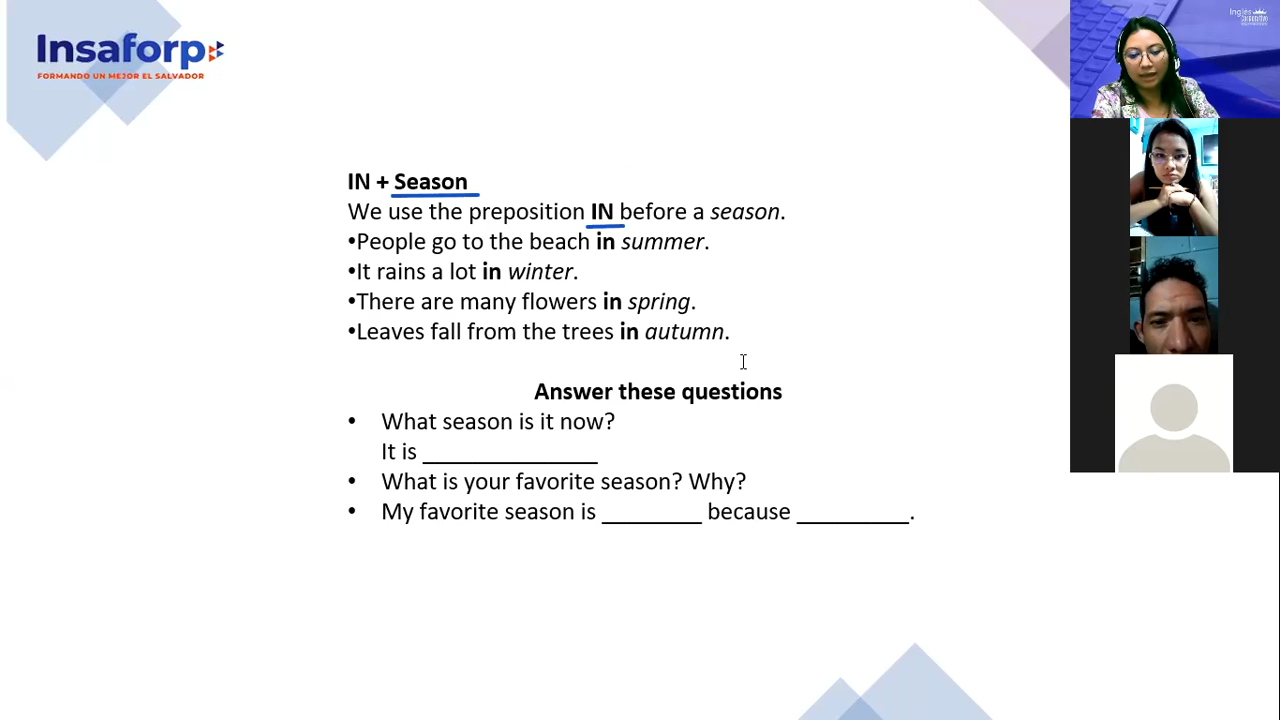 Insaforp
FORMANDO UN MEJOR EL SALVADOR
Inglés
IN + Season
We use the preposition IN before a season.
•People go to the beach in summer.
•It rains a lot in winter.
•There are many flowers in spring.
•Leaves fall from the trees in autumn.
Answer these questions
• What season is it now?
It is ______________
• What is your favorite season? Why?
• My favorite season is ________ because _________.